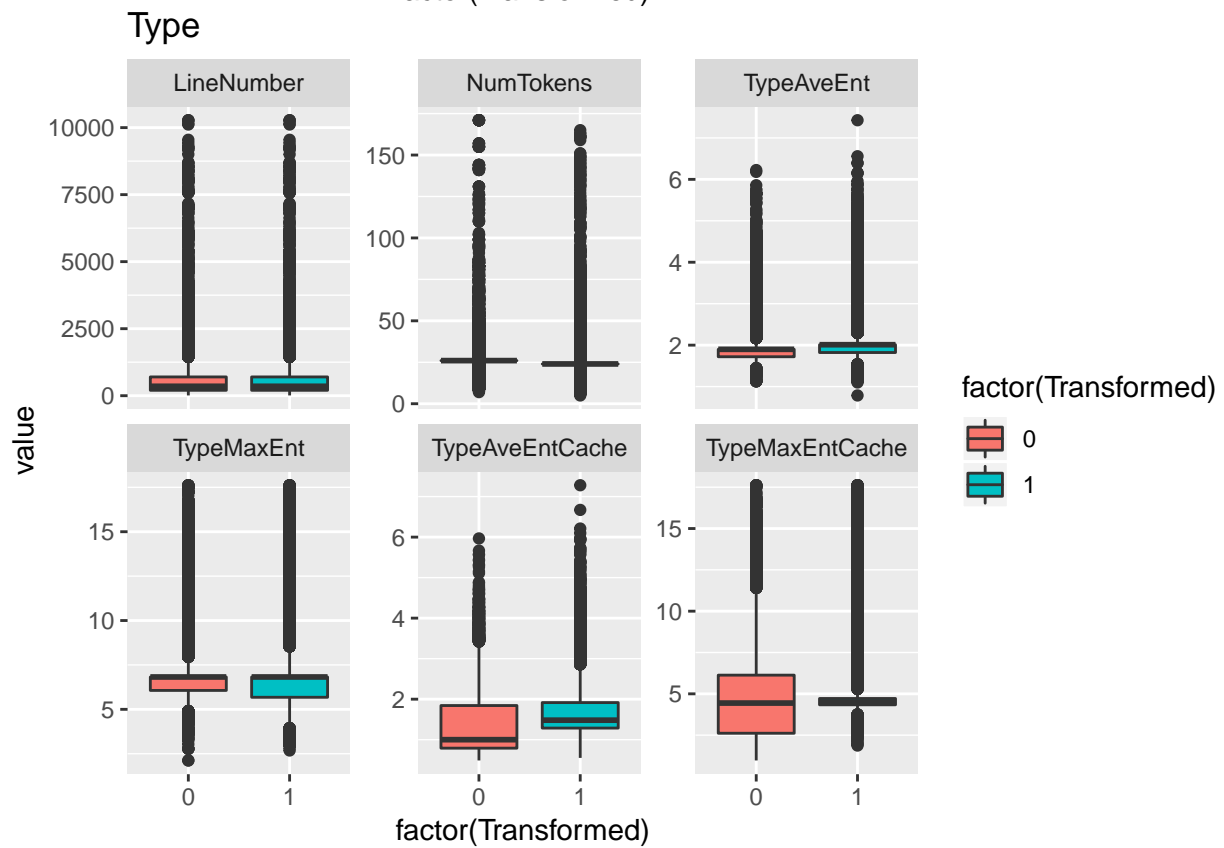 factor(Transformed)
Type
LineNumber NumTokens TypeAveEnt
10000
7500
5000
2500
0
150
100
50
0
6
4
2
TypeMaxEnt TypeAveEntCache TypeMaxEntCache
15
10
5
6
4
2
15
10
5
0 1 0 1 0 1
factor(Transformed)
value
factor(Transformed)
0
1